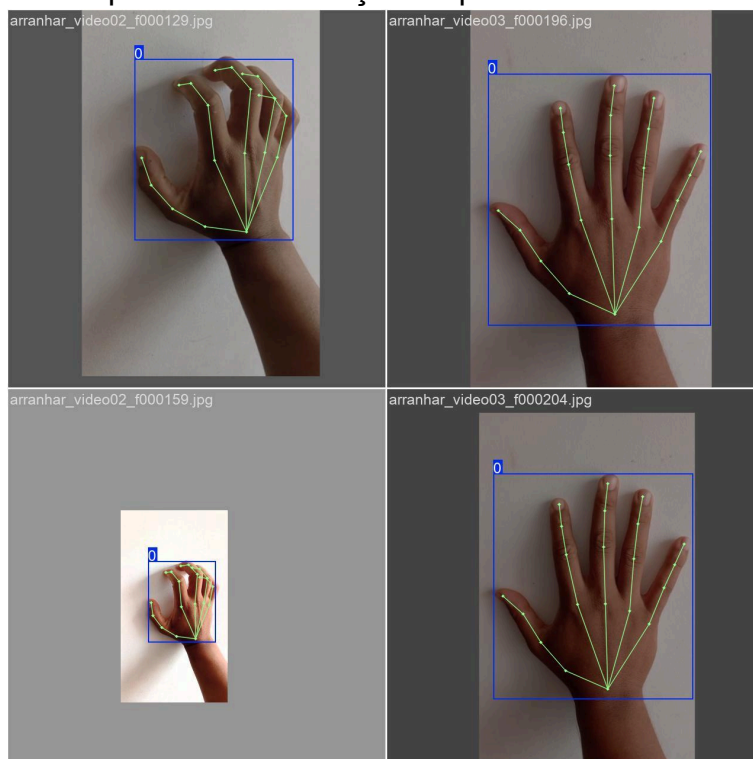 arranhar_video02_f000129.jpg
arranhar_video03_f000196.jpg
0
0
arranhar_video02_f000159.jpg
arranhar_video03_f000204.jpg
0
0